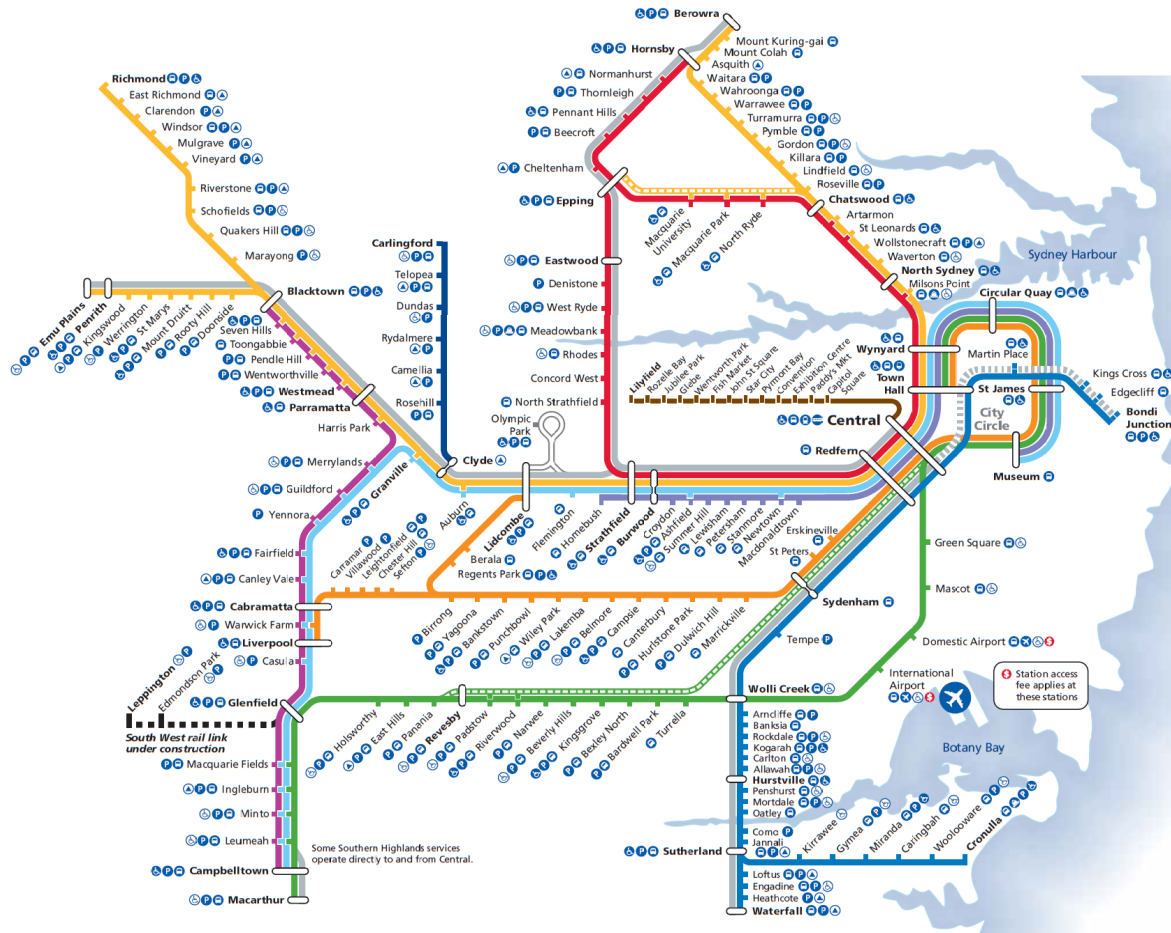 Berowra
Mount Kuring-gai
Mount Colah
Asquith
Hornsby
Waitara
Normanhurst
Wahroonga
Thornleigh
Warrawee
Pennant Hills
Turramurra
Beecroft
Pymble
Gordon
Killara
Cheltenham
Lindfield
Roseville
Epping
Chatswood
Macquarie
University
Macquarie Park
North Ryde
Artarmon
St Leonards
Wollstonecraft
Waverton
North Sydney
Milsons Point
Sydney Harbour
Circular Quay
Richmond
East Richmond
Clarendon
Windsor
Mulgrave
Vineyard
Riverstone
Schofields
Quakers Hill
Marayong
Blacktown
Emu Plains
Penrith
Kingswood
Werrington
St Marys
Mount Druitt
Rooty Hill
Doonside
Seven Hills
Toongabbie
Pendle Hill
Wentworthville
Westmead
Parramatta
Harris Park
Carlingford
Telopea
Dundas
Rydalmere
Camellia
Rosehill
Clyde
Eastwood
Denistone
West Ryde
Meadowbank
Rhodes
Concord West
North Strathfield
Olympic
Park
Lilyfield
Rozelle Bay
Jubilee Park
Glebe
Wentworth Park
Fish Market
John St Square
Star City
Pyrmont Bay
Convention
Exhibition Centre
Paddy's Mkt
Capitol
Square
Wynyard
Town
Hall
Martin Place
St James
City
Circle
Kings Cross
Edgecliff
Bondi
Junction
Central
Redfern
Museum
Merrylands
Guildford
Yennora
Fairfield
Canley Vale
Cabramatta
Warwick Farm
Liverpool
Casula
Glenfield
Granville
Auburn
Lidcombe
Flemington
Homebush
Strathfield
Burwood
Croydon
Ashfield
Summer Hill
Lewisham
Petersham
Stanmore
Newtown
Macdonaldtown
Erskineville
St Peters
Carramar
Villawood
Leightonfield
Chester Hill
Sefton
Berala
Regents Park
Birrong
Yagoona
Bankstown
Punchbowl
Wiley Park
Lakemba
Belmore
Campsie
Canterbury
Hurlstone Park
Dulwich Hill
Marrickville
Sydenham
Tempe
Green Square
Mascot
Domestic Airport
International
Airport
Station access
fee applies at
these stations
Leppington
Edmondson Park
South West rail link
under construction
Holsworthy
East Hills
Panania
Revesby
Padstow
Riverwood
Narwee
Beverly Hills
Kingsgrove
Bexley North
Bardwell Park
Turrella
Wolli Creek
Arncliffe
Banksia
Rockdale
Kogarah
Carlton
Allawah
Hurstville
Penshurst
Mortdale
Oatley
Como
Jannali
Sutherland
Botany Bay
Kirrawee
Gymea
Miranda
Caringbah
Woolooware
Cronulla
Loftus
Engadine
Heathcote
Waterfall
Macquarie Fields
Ingleburn
Minto
Leumeah
Campbelltown
Macarthur
Some Southern Highlands services
operate directly to and from Central.